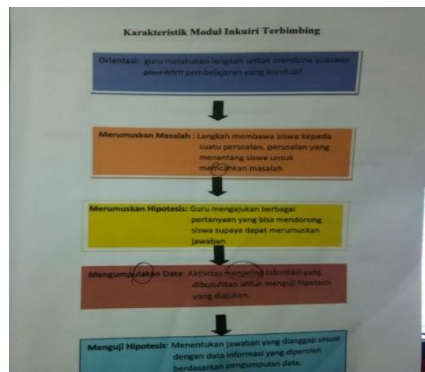 Karakteristik Modul Inkuiri Terbimbing
Orientasi: guru melakukan langkah untuk membina suasana
atau iklim pembelajaran yang kondusif.
Merumuskan Masalah : Langkah membawa siswa kepada
suatu persoalan, persoalan yang
menantang siswa untuk
memcahkan masalah
Merumuskan Hipotesis: Guru mengajukan berbagai
pertanyaan yang bisa mendorong
siswa supaya dapat merumuskan
jawaban
Mengumpulakan Data: Aktivitas menjaring informasi yang
dibutuhkan untuk menguji hipotesis
yang diajukan.
Menguji Hipotesis: Menentukan jawaban yang dianggap sesuai
dengan data informasi yang diperoleh
berdasarkan pengumpulan data.